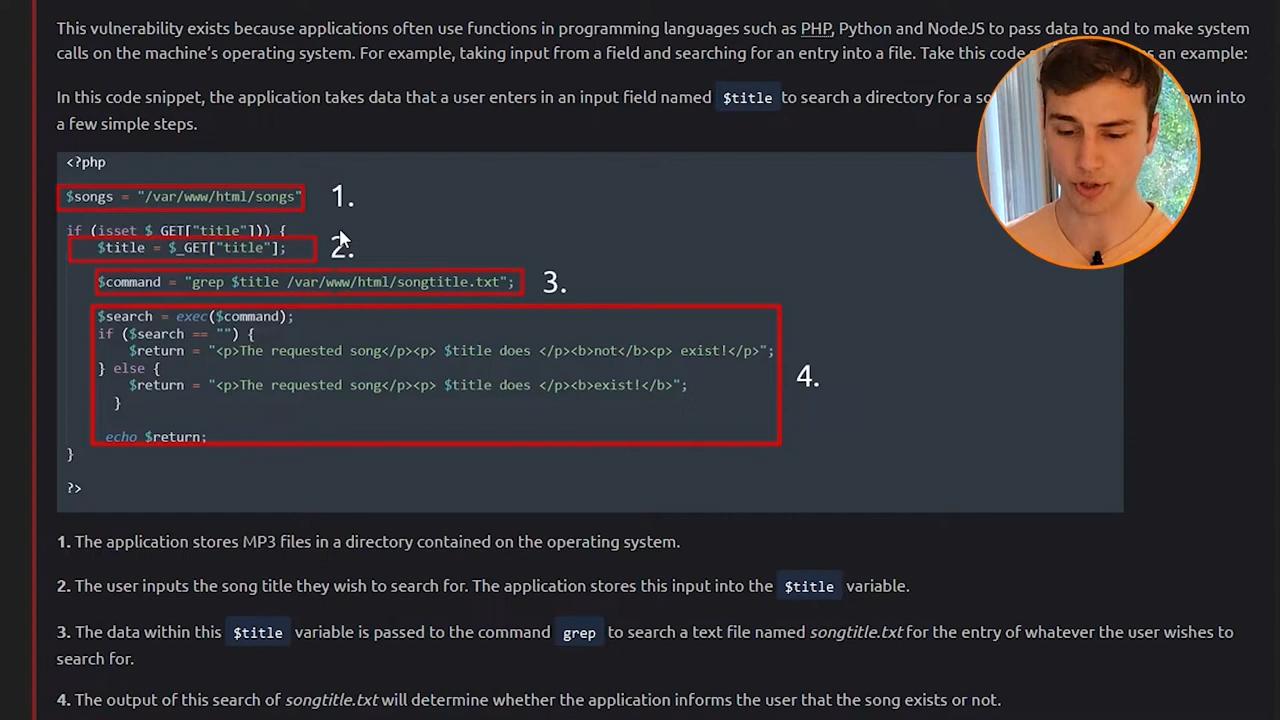 This vulnerability exists because applications often use functions in programming languages such as PHP, Python and NodeJS to pass data to and to make system
calls on the machine's operating system. For example, taking input from a field and searching for an entry into a file. Take this code an example:
In this code snippet, the application takes data that a user enters in an input field named $title to search a directory for a into
a few simple steps.
<?php
$songs = "/var/www/html/songs" 1.
if (isset $_GET["title"])) {
$title = $_GET["title"]; 2.
$command = "grep $title /var/www/html/songtitle.txt"; 3.
$search = exec($command);
if ($search == "") {
$return = "<p>The requested song</p><p> $title does </p><b>not</b><p> exist!</p>";
} else {
$return = "<p>The requested song</p><p> $title does </p><b>exist!</b>"; 4.
}
echo $return;
}
?>
1. The application stores MP3 files in a directory contained on the operating system.
2. The user inputs the song title they wish to search for. The application stores this input into the $title variable.
3. The data within this $title variable is passed to the command grep to search a text file named songtitle.txt for the entry of whatever the user wishes to
search for.
4. The output of this search of songtitle.txt will determine whether the application informs the user that the song exists or not.